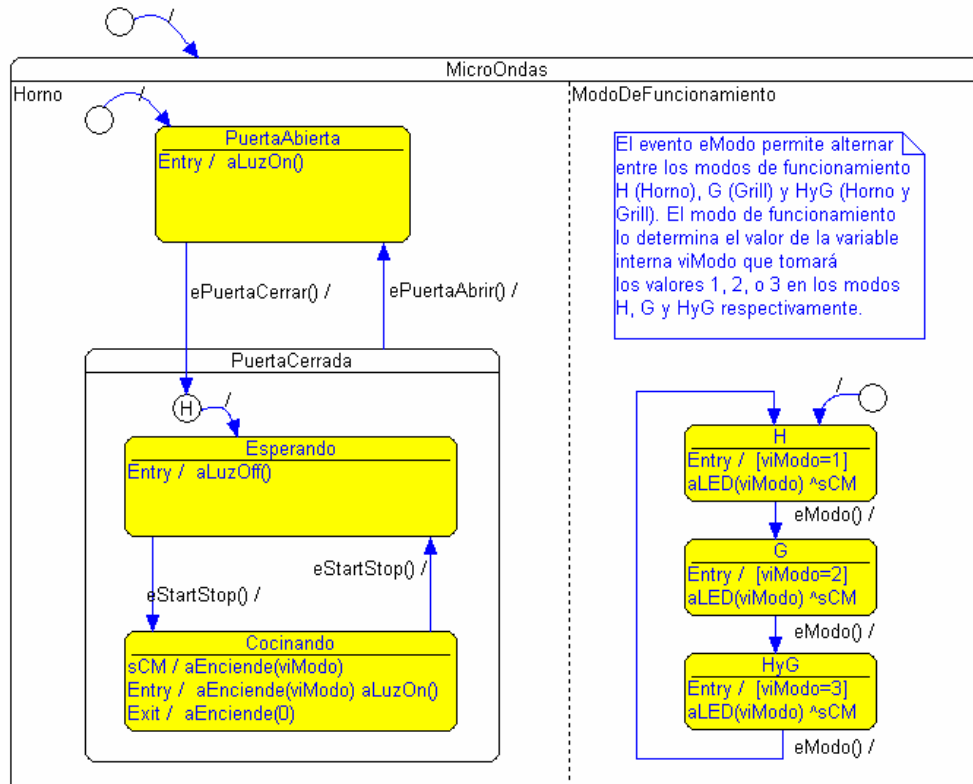 /
MicroOndas
Horno
/
PuertaAbierta
Entry / aLuzOn()
ePuertaCerrar() /
ePuertaAbrir() /
PuertaCerrada
H
/
Esperando
Entry / aLuzOff()
eStartStop() /
eStartStop() /
Cocinando
sCM / aEnciende(viModo)
Entry / aEnciende(viModo) aLuzOn()
Exit / aEnciende(0)
ModoDeFuncionamiento
El evento eModo permite alternar
entre los modos de funcionamiento
H (Horno), G (Grill) y HyG (Horno y
Grill). El modo de funcionamiento
lo determina el valor de la variable
interna viModo que tomará
los valores 1, 2, o 3 en los modos
H, G y HyG respectivamente.
/
H
Entry / [viModo=1]
aLED(viModo) ^sCM
eModo() /
G
Entry / [viModo=2]
aLED(viModo) ^sCM
eModo() /
HyG
Entry / [viModo=3]
aLED(viModo) ^sCM
eModo() /